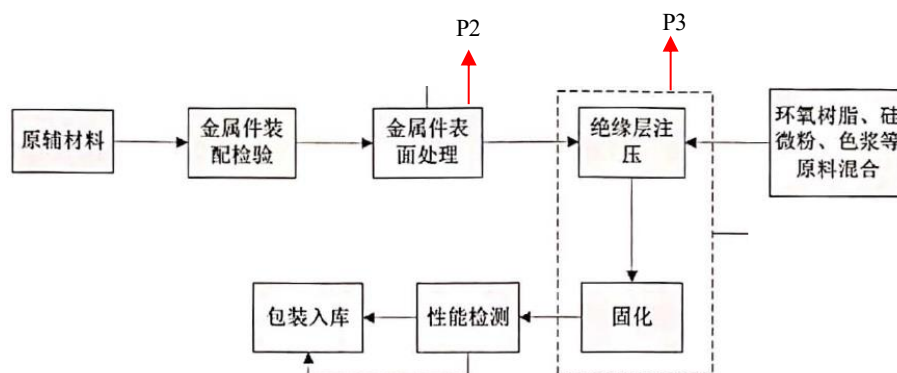 P2
P3
原辅材料
金属件装
配检验
金属件表
面处理
绝缘层注
压
环氧树脂、硅
微粉、色浆等
原料混合
包装入库
性能检测
固化